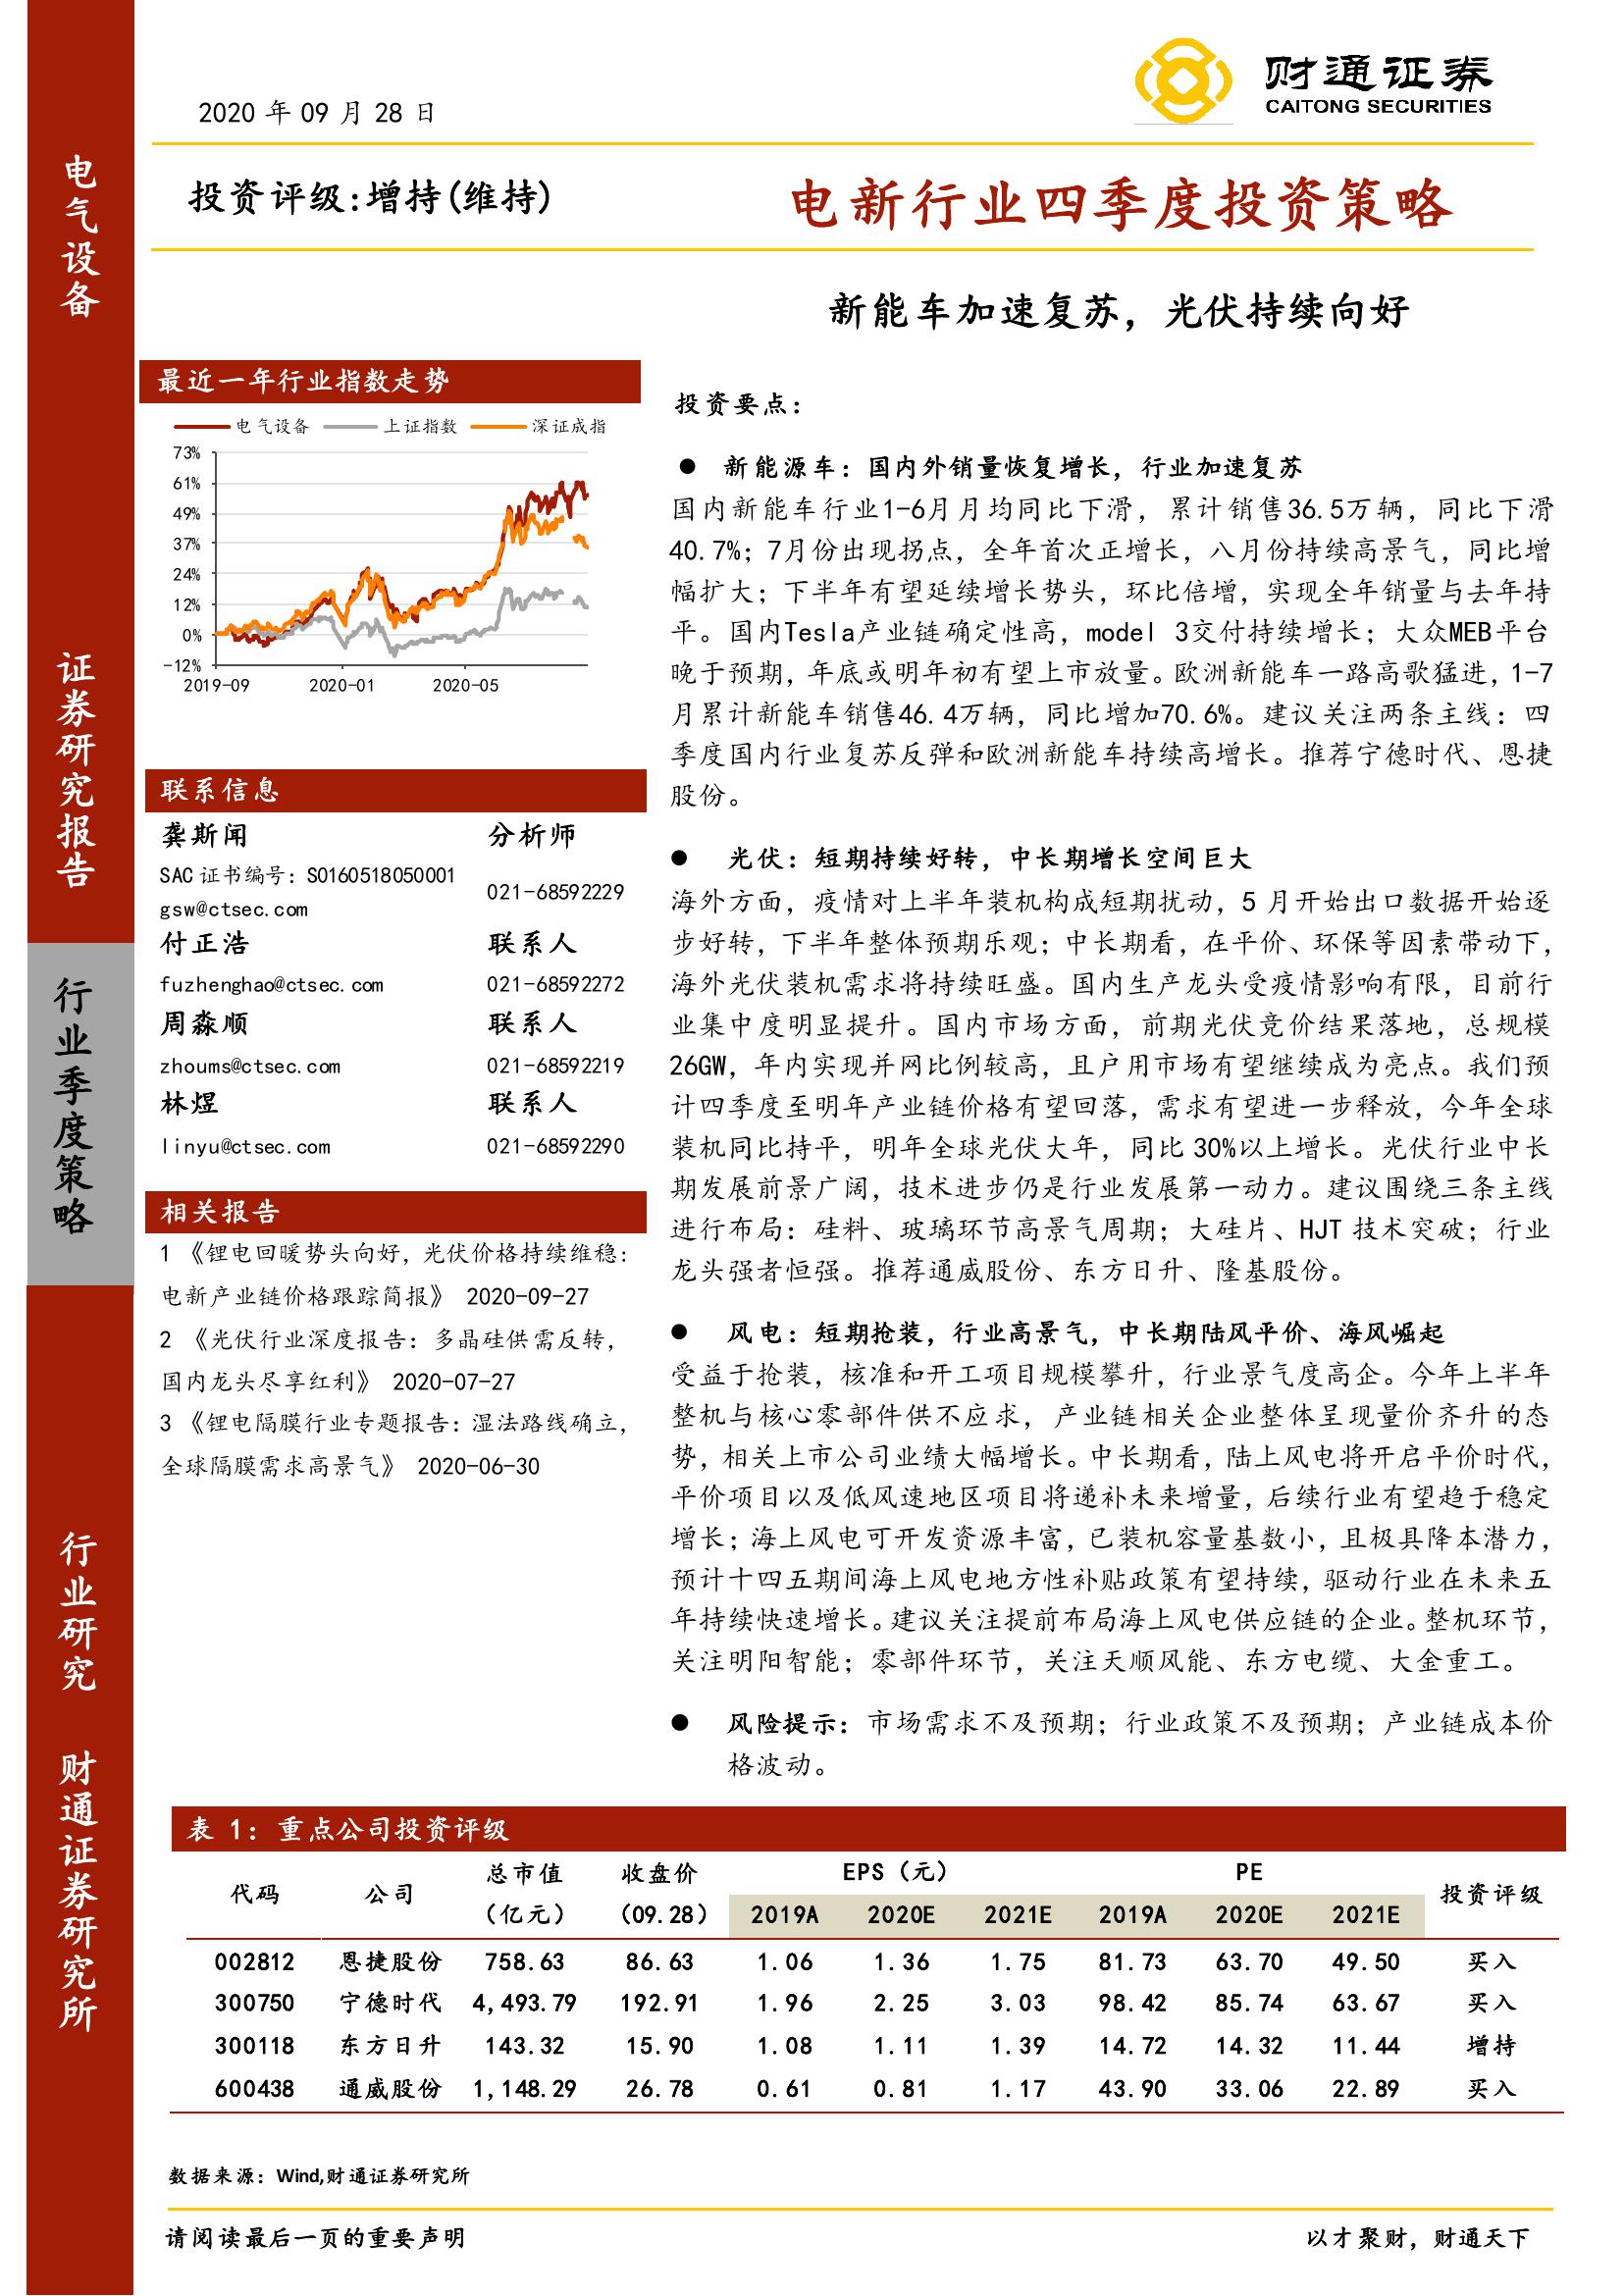 财通证券
CAITONG SECURITIES
2020 年 09 月 28 日
投资评级:增持(维持)
电新行业四季度投资策略
新能车加速复苏，光伏持续向好
电气设备
证券研究报告
行业季度策略
行业研究
财通证券研究所
最近一年行业指数走势
电气设备 上证指数 深证成指
73%
61%
49%
37%
24%
12%
0%
-12%
2019-09 2020-01 2020-05
联系信息
龚斯闻 分析师
SAC 证书编号：S0160518050001
021-68592229
gsw@ctsec.com
付正浩 联系人
fuzhenghao@ctsec.com 021-68592272
周淼顺 联系人
zhoums@ctsec.com 021-68592219
林煜 联系人
linyu@ctsec.com 021-68592290
相关报告
1 《锂电回暖势头向好，光伏价格持续维稳：
电新产业链价格跟踪简报》 2020-09-27
2 《光伏行业深度报告：多晶硅供需反转，
国内龙头尽享红利》 2020-07-27
3 《锂电隔膜行业专题报告：湿法路线确立，
全球隔膜需求高景气》 2020-06-30
投资要点：
● 新能源车：国内外销量恢复增长，行业加速复苏
国内新能车行业1-6月月均同比下滑，累计销售36.5万辆，同比下滑
40.7%；7月份出现拐点，全年首次正增长，八月份持续高景气，同比增
幅扩大；下半年有望延续增长势头，环比倍增，实现全年销量与去年持
平。国内Tesla产业链确定性高，model 3交付持续增长；大众MEB平台
晚于预期，年底或明年初有望上市放量。欧洲新能车一路高歌猛进，1-7
月累计新能车销售46.4万辆，同比增加70.6%。建议关注两条主线：四
季度国内行业复苏反弹和欧洲新能车持续高增长。推荐宁德时代、恩捷
股份。
● 光伏：短期持续好转，中长期增长空间巨大
海外方面，疫情对上半年装机构成短期扰动，5 月开始出口数据开始逐
步好转，下半年整体预期乐观；中长期看，在平价、环保等因素带动下，
海外光伏装机需求将持续旺盛。国内生产龙头受疫情影响有限，目前行
业集中度明显提升。国内市场方面，前期光伏竞价结果落地，总规模
26GW，年内实现并网比例较高，且户用市场有望继续成为亮点。我们预
计四季度至明年产业链价格有望回落，需求有望进一步释放，今年全球
装机同比持平，明年全球光伏大年，同比 30%以上增长。光伏行业中长
期发展前景广阔，技术进步仍是行业发展第一动力。建议围绕三条主线
进行布局：硅料、玻璃环节高景气周期；大硅片、HJT 技术突破；行业
龙头强者恒强。推荐通威股份、东方日升、隆基股份。
● 风电：短期抢装，行业高景气，中长期陆风平价、海风崛起
受益于抢装，核准和开工项目规模攀升，行业景气度高企。今年上半年
整机与核心零部件供不应求，产业链相关企业整体呈现量价齐升的态
势，相关上市公司业绩大幅增长。中长期看，陆上风电将开启平价时代，
平价项目以及低风速地区项目将递补未来增量，后续行业有望趋于稳定
增长；海上风电可开发资源丰富，已装机容量基数小，且极具降本潜力，
预计十四五期间海上风电地方性补贴政策有望持续，驱动行业在未来五
年持续快速增长。建议关注提前布局海上风电供应链的企业。整机环节，
关注明阳智能；零部件环节，关注天顺风能、东方电缆、大金重工。
● 风险提示：市场需求不及预期；行业政策不及预期；产业链成本价
格波动。
表 1：重点公司投资评级
代码 公司 总市值（亿元） 收盘价（09.28） EPS（元） PE 投资评级
2019A 2020E 2021E 2019A 2020E 2021E
002812 恩捷股份 758.63 86.63 1.06 1.36 1.75 81.73 63.70 49.50 买入
300750 宁德时代 4,493.79 192.91 1.96 2.25 3.03 98.42 85.74 63.67 买入
300118 东方日升 143.32 15.90 1.08 1.11 1.39 14.72 14.32 11.44 增持
600438 通威股份 1,148.29 26.78 0.61 0.81 1.17 43.90 33.06 22.89 买入
数据来源：Wind,财通证券研究所
请阅读最后一页的重要声明 以才聚财，财通天下